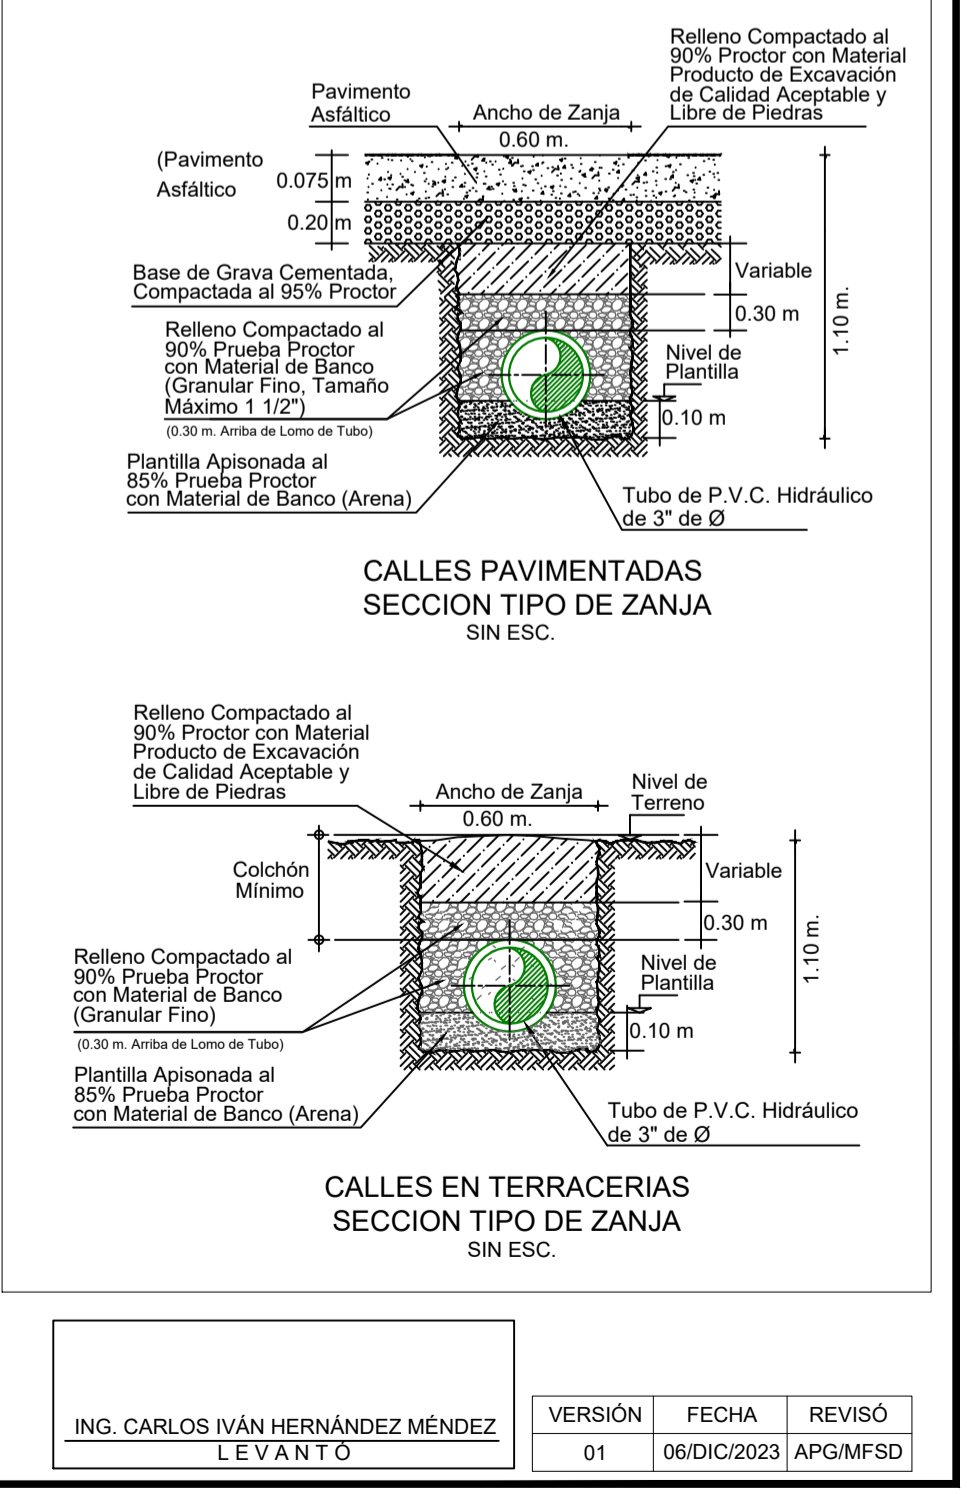 Relleno Compactado al
90% Proctor con Material
Producto de Excavación
de Calidad Aceptable y
Libre de Piedras
Pavimento
Asfáltico
Ancho de Zanja
0.60 m.
(Pavimento
Asfáltico
0.075 m
0.20 m
Base de Grava Cementada,
Compactada al 95% Proctor
Variable
0.30 m
1.10 m.
Relleno Compactado al
90% Prueba Proctor
con Material de Banco
(Granular Fino, Tamaño
Máximo 1 1/2")
(0.30 m. Arriba de Lomo de Tubo)
Nivel de
Plantilla
0.10 m
Plantilla Apisonada al
85% Prueba Proctor
con Material de Banco (Arena)
Tubo de P.V.C. Hidráulico
de 3" de Ø
CALLES PAVIMENTADAS
SECCION TIPO DE ZANJA
SIN ESC.
Relleno Compactado al
90% Proctor con Material
Producto de Excavación
de Calidad Aceptable y
Libre de Piedras
Ancho de Zanja
0.60 m.
Nivel de
Terreno
Colchón
Mínimo
Variable
0.30 m
1.10 m.
Relleno Compactado al
90% Prueba Proctor
con Material de Banco
(Granular Fino)
(0.30 m. Arriba de Lomo de Tubo)
Nivel de
Plantilla
0.10 m
Plantilla Apisonada al
85% Prueba Proctor
con Material de Banco (Arena)
Tubo de P.V.C. Hidráulico
de 3" de Ø
CALLES EN TERRACERIAS
SECCION TIPO DE ZANJA
SIN ESC.
ING. CARLOS IVÁN HERNÁNDEZ MÉNDEZ
LEVANTÓ
VERSIÓN FECHA REVISÓ
01 06/DIC/2023 APG/MFSD